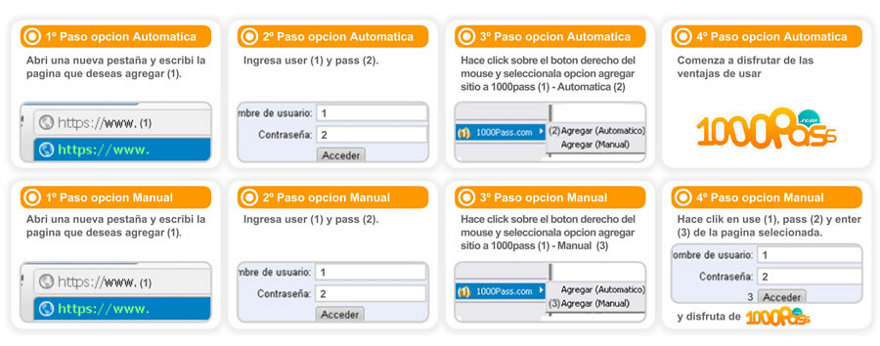 1º Paso opcion Automatica
Abri una nueva pestaña y escribi la
pagina que deseas agregar (1).
https://www. (1)
https://www.
2º Paso opcion Automatica
Ingresa user (1) y pass (2).
mbre de usuario: 1
Contraseña: 2
Acceder
3º Paso opcion Automatica
Hace click sobre el boton derecho del
mouse y seleccionala opcion agregar
sitio a 1000pass (1) - Automatica (2)
(1) 1000Pass.com (2)Agregar (Automatico)
Agregar (Manual)
4º Paso opcion Automatica
Comenza a disfrutar de las
ventajas de usar
1000Pass.com
1º Paso opcion Manual
Abri una nueva pestaña y escribi la
pagina que deseas agregar (1).
https://www. (1)
https://www.
2º Paso opcion Manual
Ingresa user (1) y pass (2).
mbre de usuario: 1
Contraseña: 2
Acceder
3º Paso opcion Manual
Hace click sobre el boton derecho del
mouse y seleccionala opcion agregar
sitio a 1000pass (1) - Manual (3)
(1) 1000Pass.com Agregar (Automatico)
(3)Agregar (Manual)
4º Paso opcion Manual
Hace clik en use (1), pass (2) y enter
(3) de la pagina selecionada.
ombre de usuario: 1
Contraseña: 2
3 Acceder
y disfruta de 1000Pass